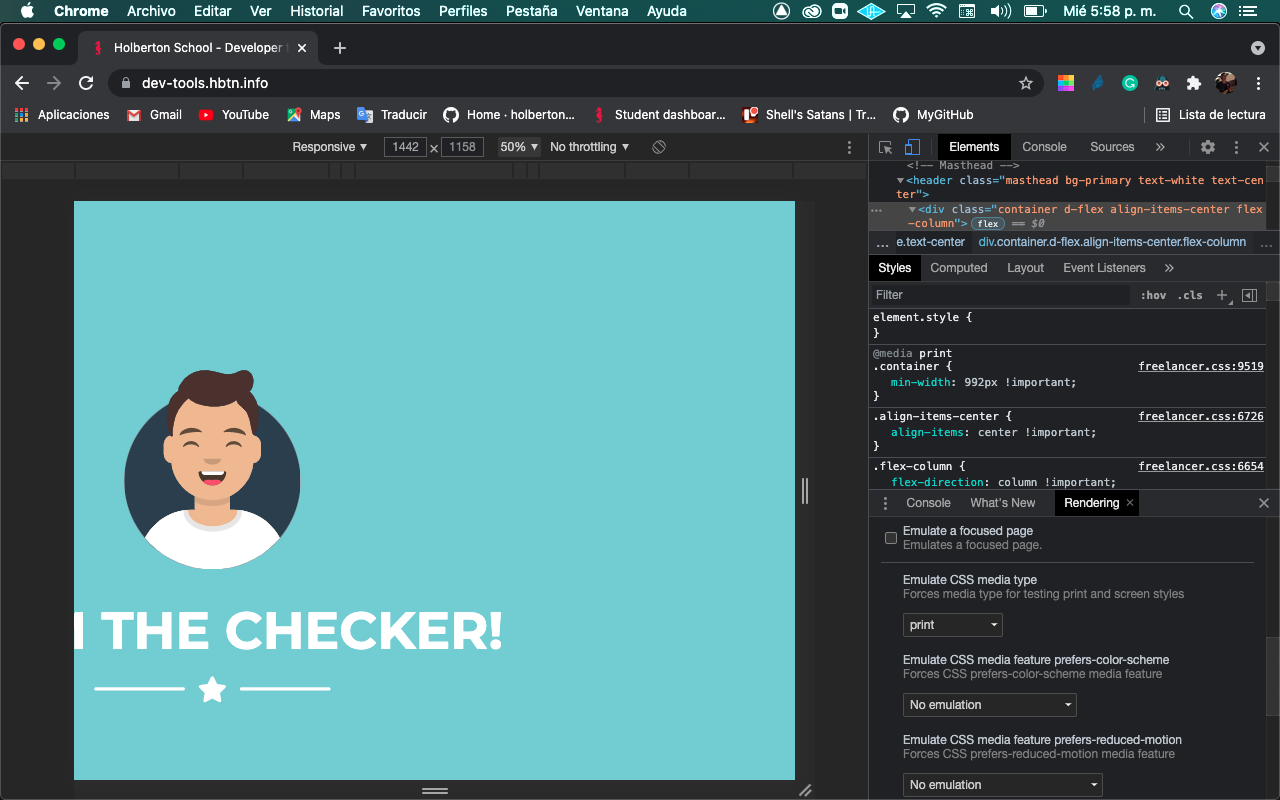 Chrome Archivo Editar Ver Historial Favoritos Perfiles Pestaña Ventana Ayuda Mié 5:58 p. m.
Holberton School - Developer
dev-tools.hbtn.info
Aplicaciones Gmail YouTube Maps Traducir Home · holberton... Student dashboar... Shell's Satans | Tr... MyGitHub Lista de lectura
Responsive ▼ 1442 × 1158 50% ▼ No throttling ▼
Elements Console Sources »
<!-- Masthead -->
▼<header class="masthead bg-primary text-white text-cen
ter">
… ▼<div class="container d-flex align-items-center flex
-column"> flex == $0
... e.text-center div.container.d-flex.align-items-center.flex-column ...
Styles Computed Layout Event Listeners »
Filter :hov .cls +
element.style {
}
@media print
.container { freelancer.css:9519
min-width: 992px !important;
}
.align-items-center { freelancer.css:6726
align-items: center !important;
}
.flex-column { freelancer.css:6654
flex-direction: column !important;
Console What's New Rendering ×
Emulate a focused page
Emulates a focused page.
Emulate CSS media type
Forces media type for testing print and screen styles
print
Emulate CSS media feature prefers-color-scheme
Forces CSS prefers-color-scheme media feature
No emulation
Emulate CSS media feature prefers-reduced-motion
Forces CSS prefers-reduced-motion media feature
No emulation
THE CHECKER!